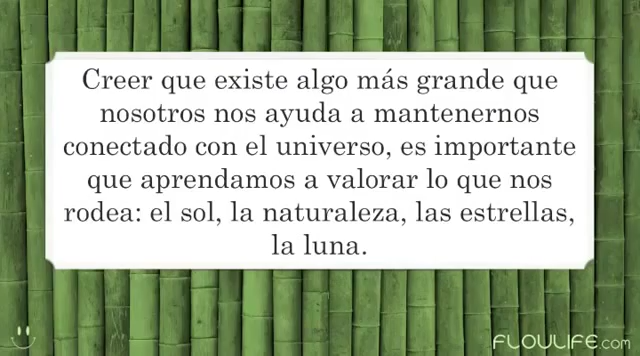 Creer que existe algo más grande que
nosotros nos ayuda a mantenernos
conectado con el universo, es importante
que aprendamos a valorar lo que nos
rodea: el sol, la naturaleza, las estrellas,
la luna.
FLOWLIFE.com